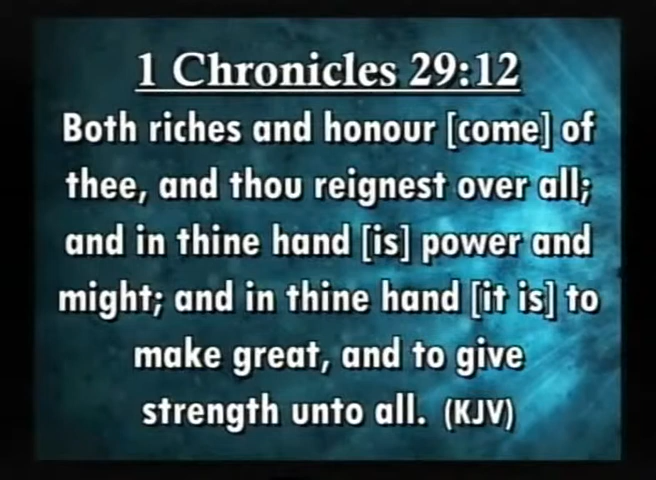 1 Chronicles 29:12
Both riches and honour [come] of
thee, and thou reignest over all;
and in thine hand [is] power and
might; and in thine hand [it is] to
make great, and to give
strength unto all. (KJV)